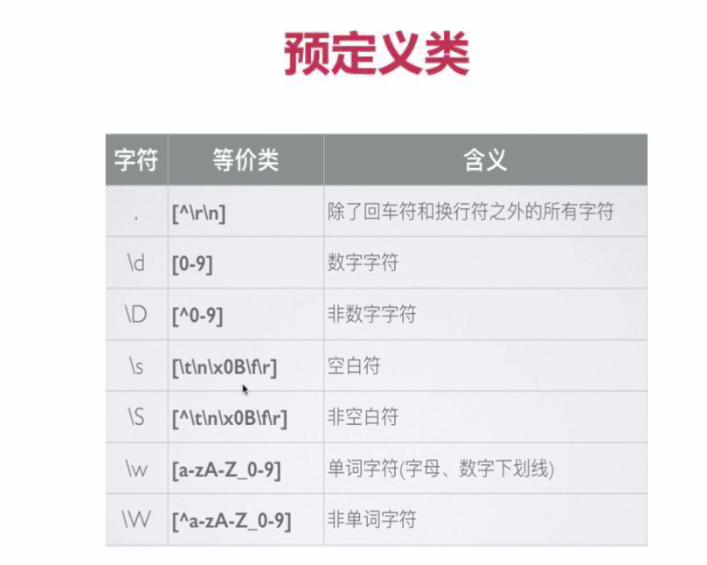 预定义类
字符 等价类 含义
. [^\r\n] 除了回车符和换行符之外的所有字符
\d [0-9] 数字字符
\D [^0-9] 非数字字符
\s [\t\n\x0B\f\r] 空白符
\S [^\t\n\x0B\f\r] 非空白符
\w [a-zA-Z_0-9] 单词字符(字母、数字下划线)
\W [^a-zA-Z_0-9] 非单词字符